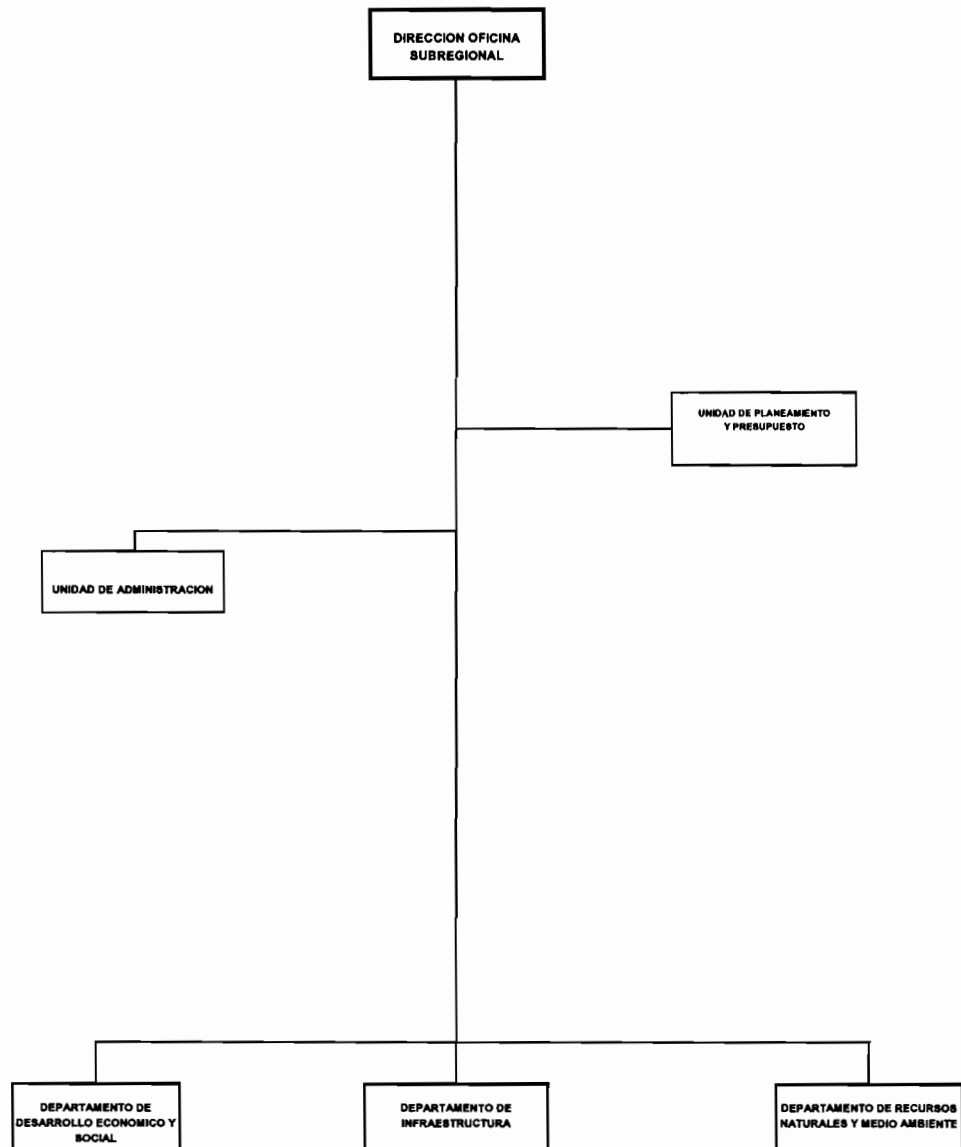 DIRECCION OFICINA
SUBREGIONAL
UNIDAD DE PLANEAMIENTO
Y PRESUPUESTO
UNIDAD DE ADMINISTRACION
DEPARTAMENTO DE
DESARROLLO ECONOMICO Y
SOCIAL
DEPARTAMENTO DE
INFRAESTRUCTURA
DEPARTAMENTO DE RECURSOS
NATURALES Y MEDIO AMBIENTE